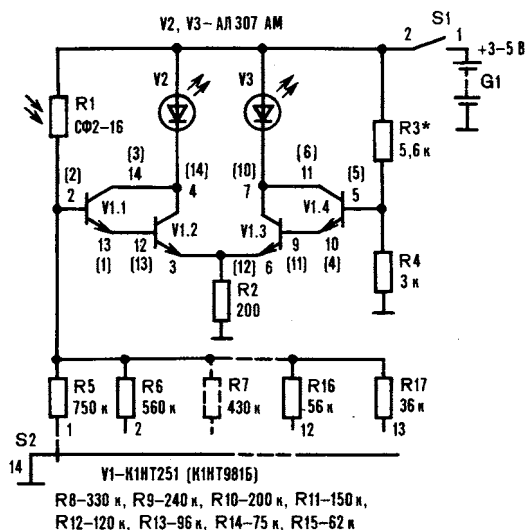 V2, V3 – АЛ307 АМ
S1
2
1
+3–5 В
G1
R1
СФ2-16
V2
V3
R3*
5,6 к
(3)
14
(14)
4
(10)
7
(6)
11
(2)
2
(5)
5
V1.1
V1.2
V1.3
V1.4
13
(1)
12
(13)
3
(12)
6
9
(11)
10
(4)
R2
200
R4
3 к
R5
750 к
1
R6
560 к
2
R7
430 к
R16
56 к
12
R17
36 к
13
S2
14
V1–К1НТ251 (К1НТ981Б)
R8–330 к, R9–240 к, R10–200 к, R11–150 к,
R12–120 к, R13–96 к, R14–75 к, R15–62 к